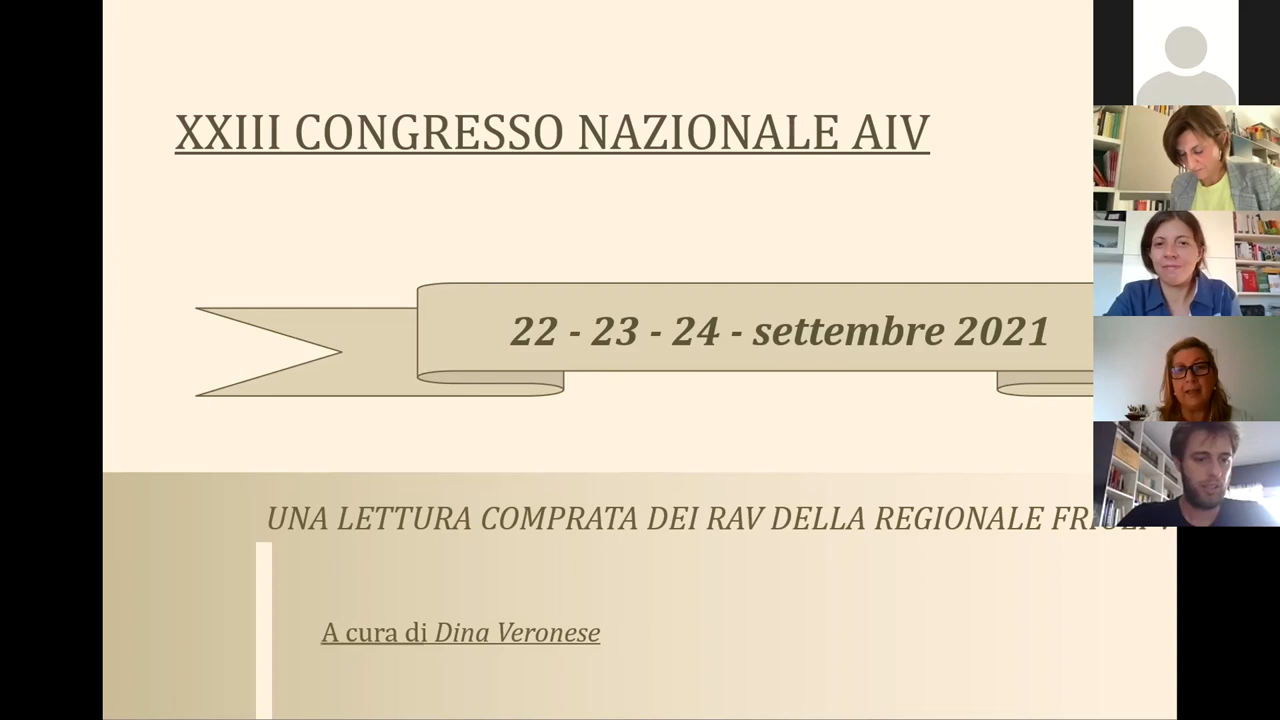 XXIII CONGRESSO NAZIONALE AIV
22 - 23 - 24 - settembre 2021
UNA LETTURA COMPRATA DEI RAV DELLA REGIONALE
A cura di Dina Veronese